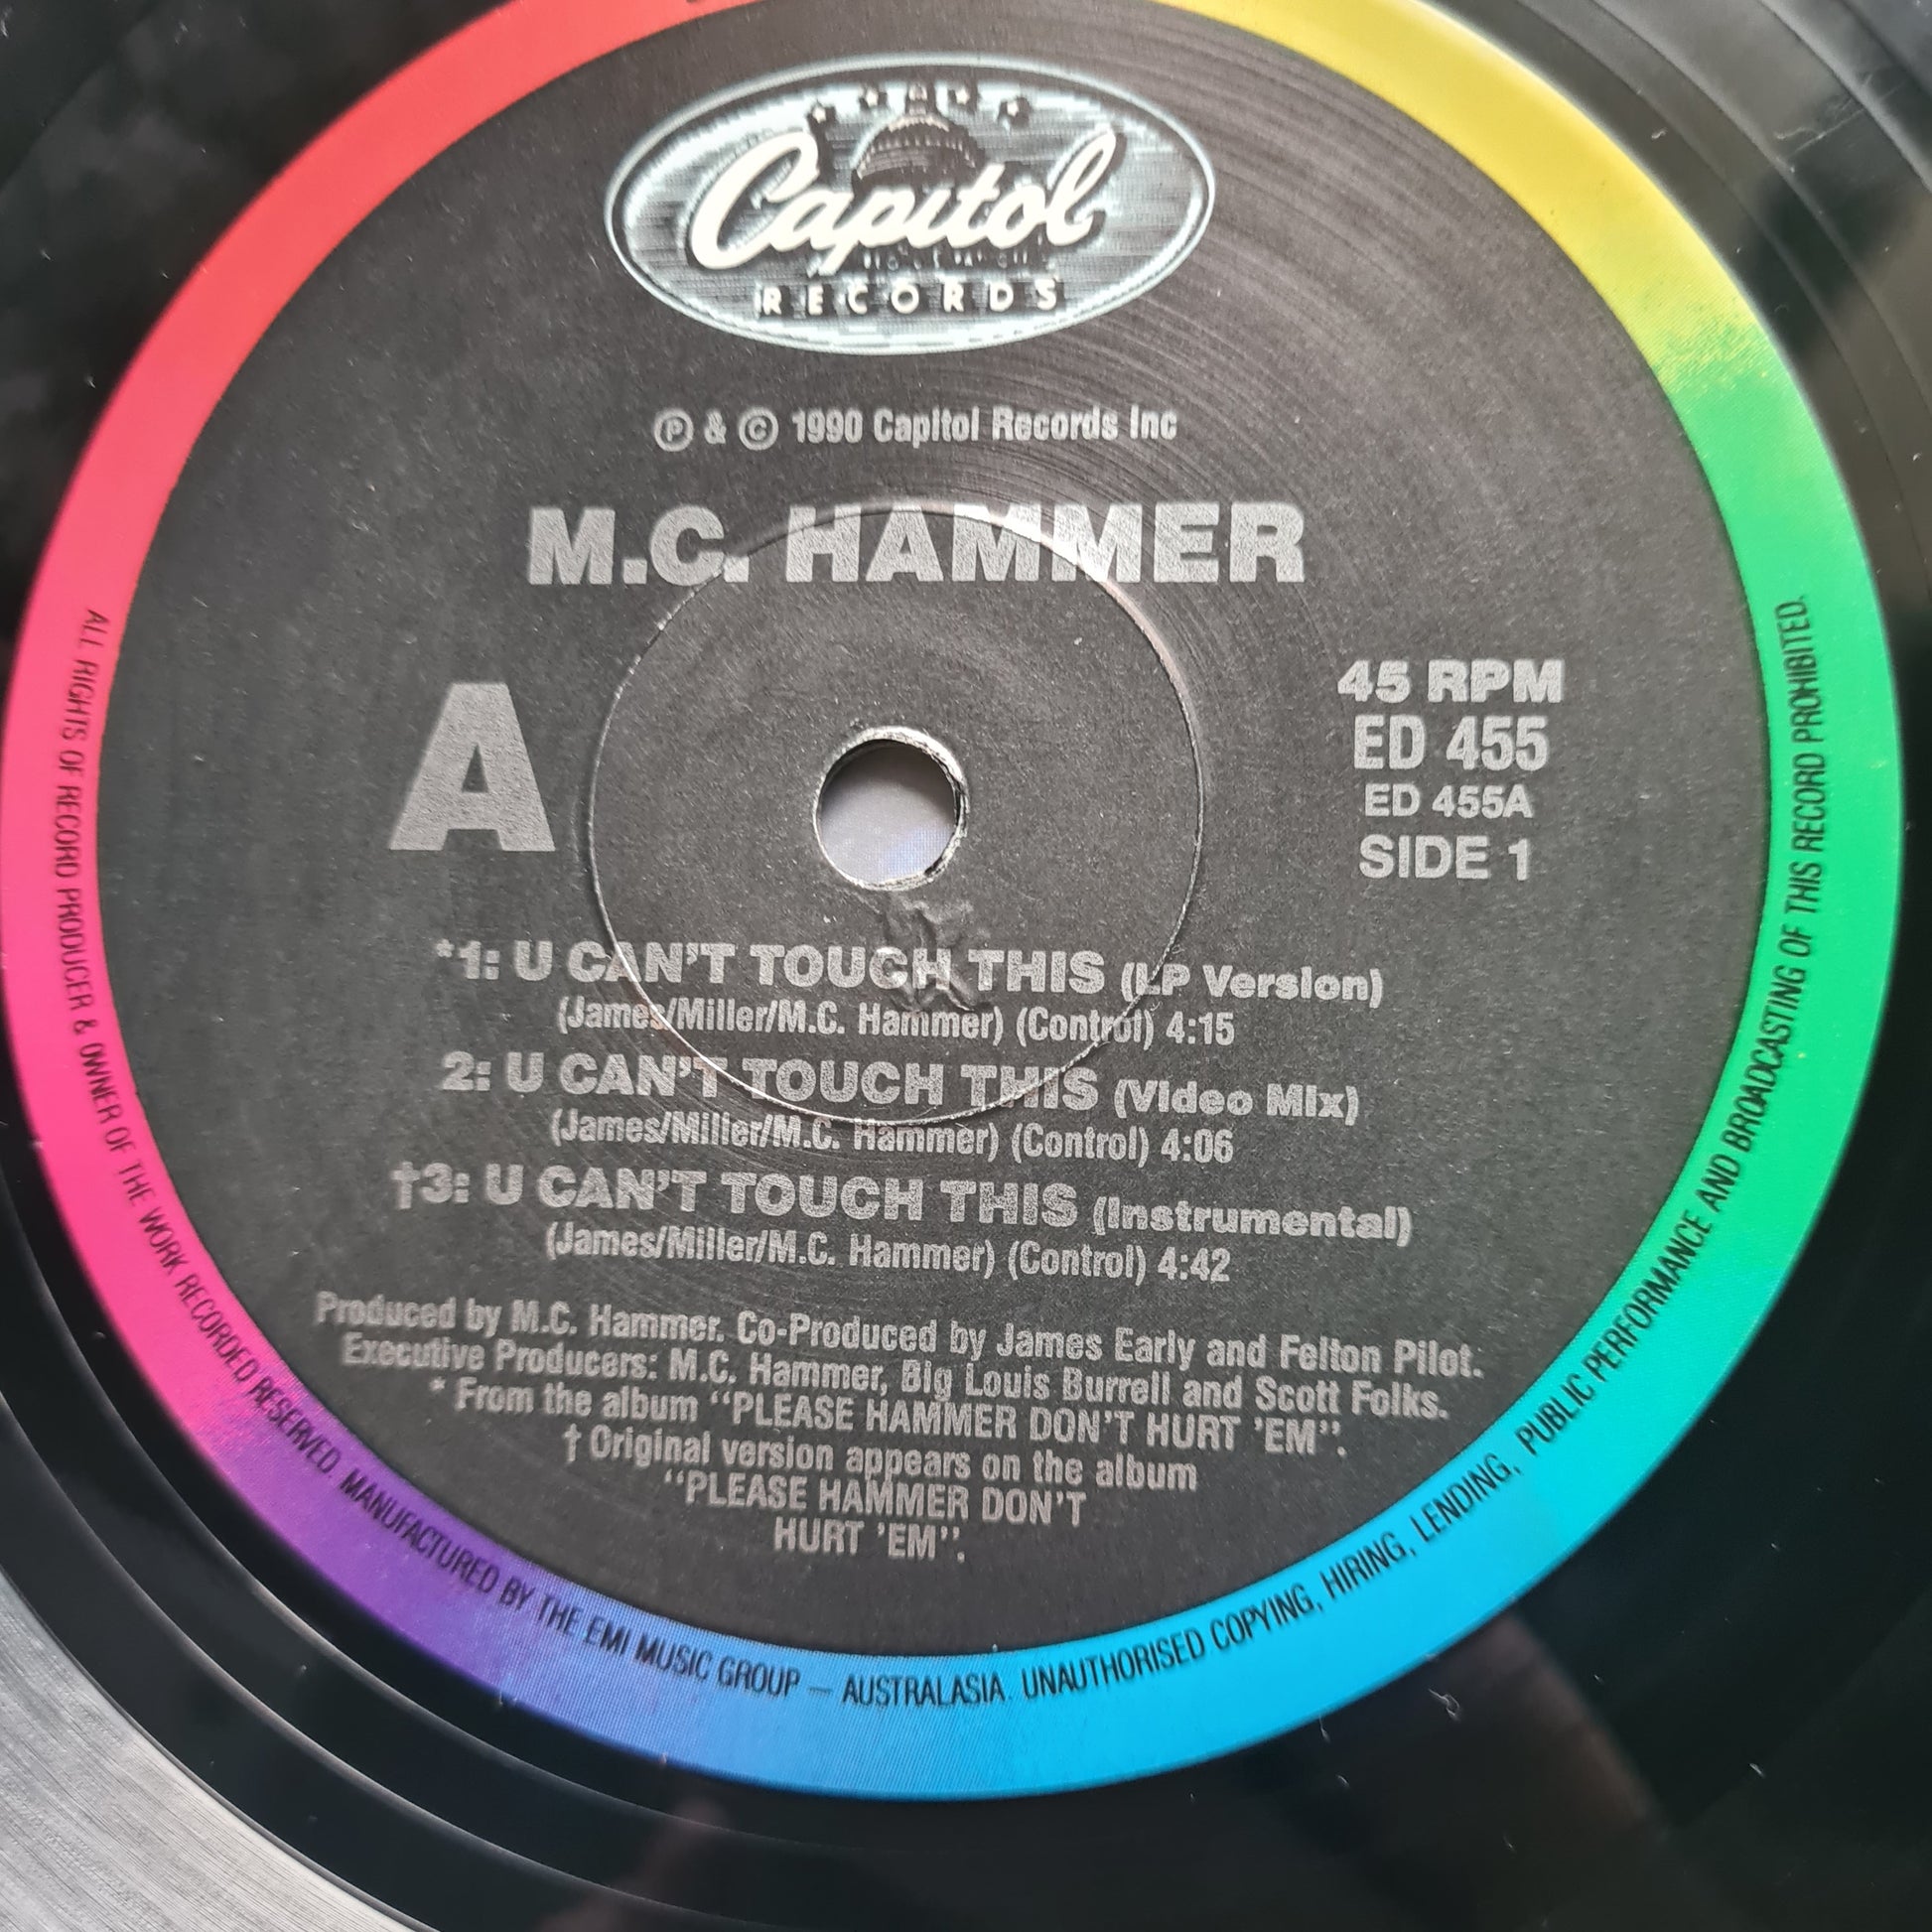 Capitol
RECORDS
℗ & © 1990 Capitol Records Inc
M.C. HAMMER
A
45 RPM
ED 455
ED 455A
SIDE 1
*1: U CAN'T TOUCH THIS (LP Version)
(James/Miller/M.C. Hammer) (Control) 4:15
2: U CAN'T TOUCH THIS (Video Mix)
(James/Miller/M.C. Hammer) (Control) 4:06
†3: U CAN'T TOUCH THIS (Instrumental)
(James/Miller/M.C. Hammer) (Control) 4:42
Produced by M.C. Hammer. Co-Produced by James Early and Felton Pilot.
Executive Producers: M.C. Hammer, Big Louis Burrell and Scott Folks.
* From the album "PLEASE HAMMER DON'T HURT 'EM".
† Original version appears on the album
"PLEASE HAMMER DON'T
HURT 'EM".
ALL RIGHTS OF RECORD PRODUCER & OWNER OF THE WORK RECORDED RESERVED. MANUFACTURED BY THE EMI MUSIC GROUP – AUSTRALASIA. UNAUTHORISED COPYING, HIRING, LENDING, PUBLIC PERFORMANCE AND BROADCASTING OF THIS RECORD PROHIBITED.